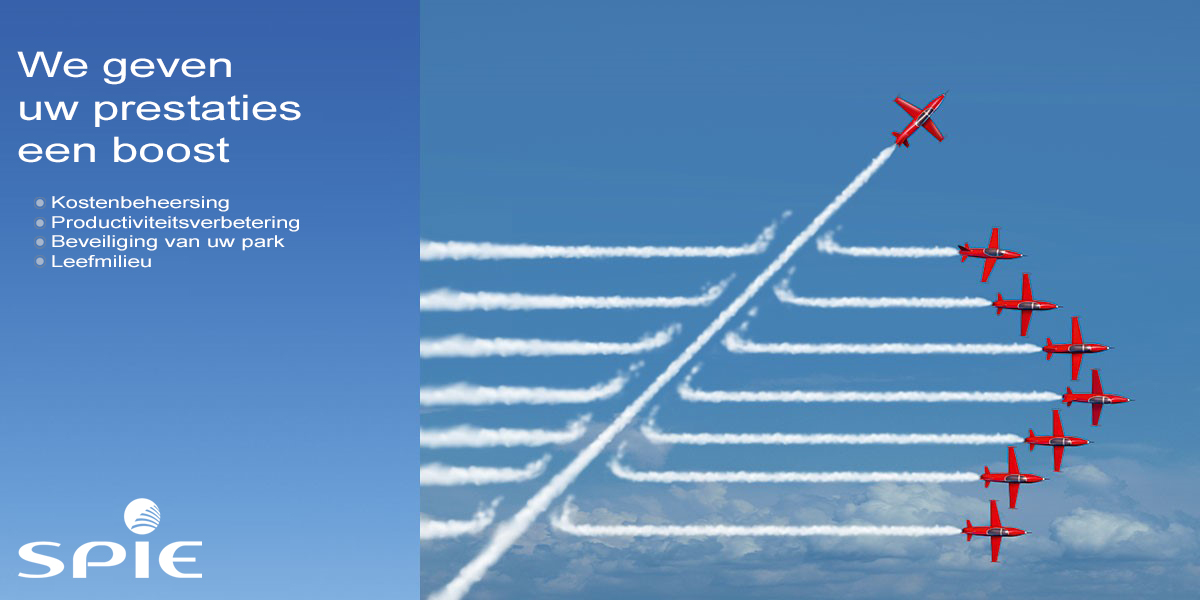 We geven
uw prestaties
een boost
Kostenbeheersing
Productiviteitsverbetering
Beveiliging van uw park
Leefmilieu
SPIE